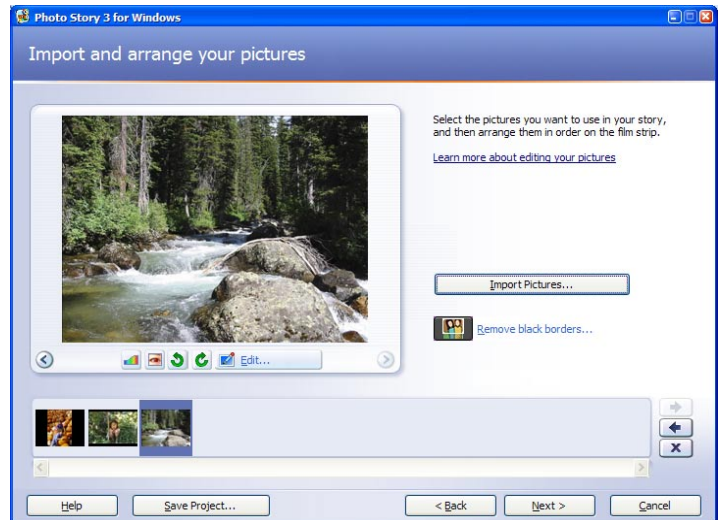 Photo Story 3 for Windows
Import and arrange your pictures
Select the pictures you want to use in your story,
and then arrange them in order on the film strip.
Learn more about editing your pictures
Import Pictures...
Remove black borders...
Edit...
Help
Save Project...
< Back
Next >
Cancel